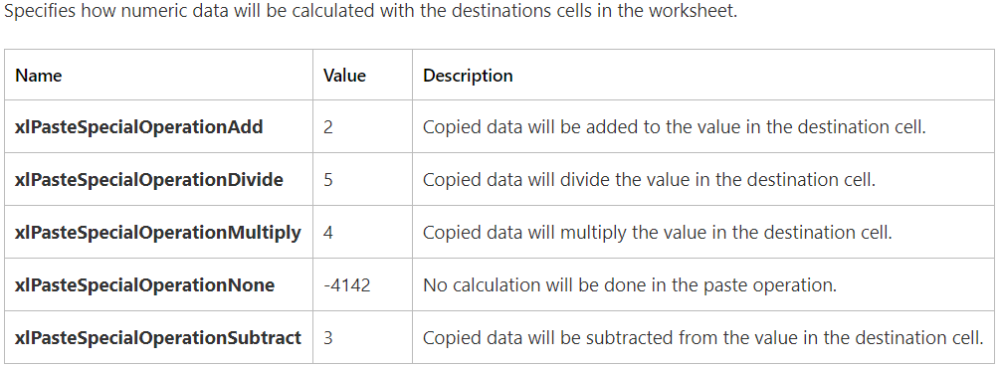 Specifies how numeric data will be calculated with the destinations cells in the worksheet.
Name Value Description
xlPasteSpecialOperationAdd 2 Copied data will be added to the value in the destination cell.
xlPasteSpecialOperationDivide 5 Copied data will divide the value in the destination cell.
xlPasteSpecialOperationMultiply 4 Copied data will multiply the value in the destination cell.
xlPasteSpecialOperationNone -4142 No calculation will be done in the paste operation.
xlPasteSpecialOperationSubtract 3 Copied data will be subtracted from the value in the destination cell.